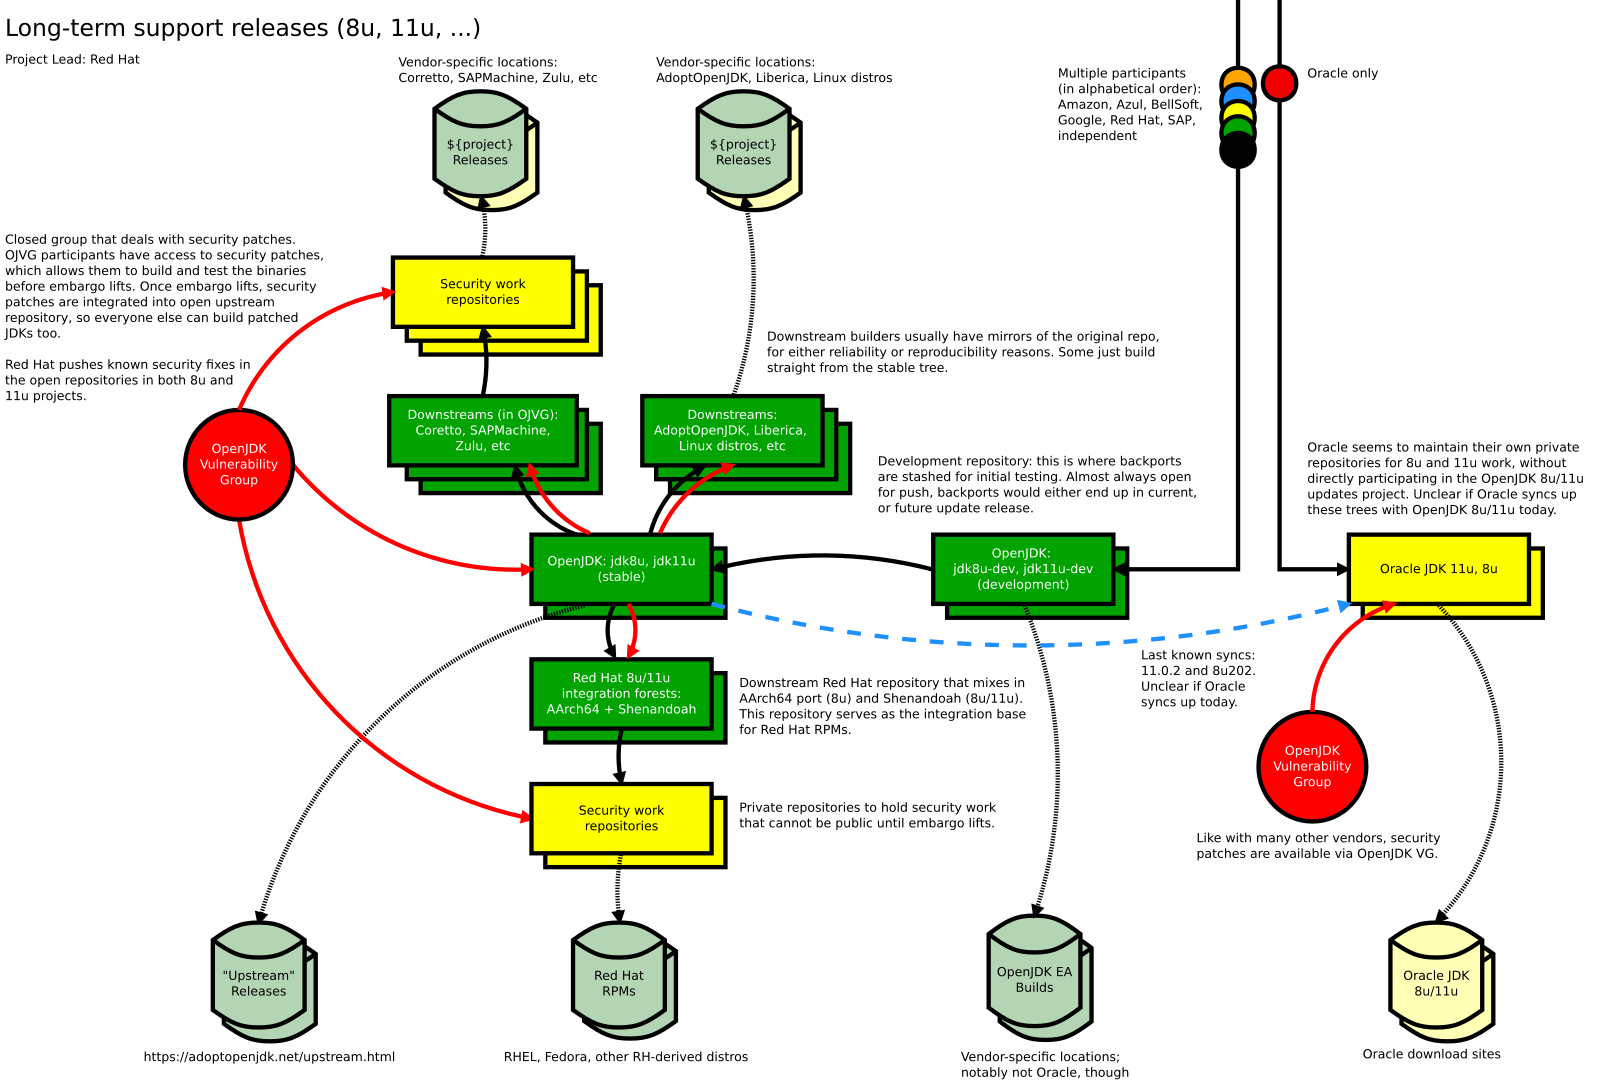 Long-term support releases (8u, 11u, ...)
Project Lead: Red Hat
Vendor-specific locations:
Corretto, SAPMachine, Zulu, etc
Vendor-specific locations:
AdoptOpenJDK, Liberica, Linux distros
Multiple participants
(in alphabetical order):
Amazon, Azul, BellSoft,
Google, Red Hat, SAP,
independent
Oracle only
${project}
Releases
${project}
Releases
Closed group that deals with security patches.
OJVG participants have access to security patches,
which allows them to build and test the binaries
before embargo lifts. Once embargo lifts, security
patches are integrated into open upstream
repository, so everyone else can build patched
JDKs too.
Red Hat pushes known security fixes in
the open repositories in both 8u and
11u projects.
Security work
repositories
Downstream builders usually have mirrors of the original repo,
for either reliability or reproducibility reasons. Some just build
straight from the stable tree.
OpenJDK
Vulnerability
Group
Downstreams (in OJVG):
Coretto, SAPMachine,
Zulu, etc
Downstreams:
AdoptOpenJDK, Liberica,
Linux distros, etc
Development repository: this is where backports
are stashed for initial testing. Almost always open
for push, backports would either end up in current,
or future update release.
Oracle seems to maintain their own private
repositories for 8u and 11u work, without
directly participating in the OpenJDK 8u/11u
updates project. Unclear if Oracle syncs up
these trees with OpenJDK 8u/11u today.
OpenJDK: jdk8u, jdk11u
(stable)
OpenJDK:
jdk8u-dev, jdk11u-dev
(development)
Oracle JDK 11u, 8u
Red Hat 8u/11u
integration forests:
AArch64 + Shenandoah
Downstream Red Hat repository that mixes in
AArch64 port (8u) and Shenandoah (8u/11u).
This repository serves as the integration base
for Red Hat RPMs.
Last known syncs:
11.0.2 and 8u202.
Unclear if Oracle
syncs up today.
OpenJDK
Vulnerability
Group
Security work
repositories
Private repositories to hold security work
that cannot be public until embargo lifts.
Like with many other vendors, security
patches are available via OpenJDK VG.
"Upstream"
Releases
Red Hat
RPMs
OpenJDK EA
Builds
Oracle JDK
8u/11u
https://adoptopenjdk.net/upstream.html
RHEL, Fedora, other RH-derived distros
Vendor-specific locations;
notably not Oracle, though
Oracle download sites